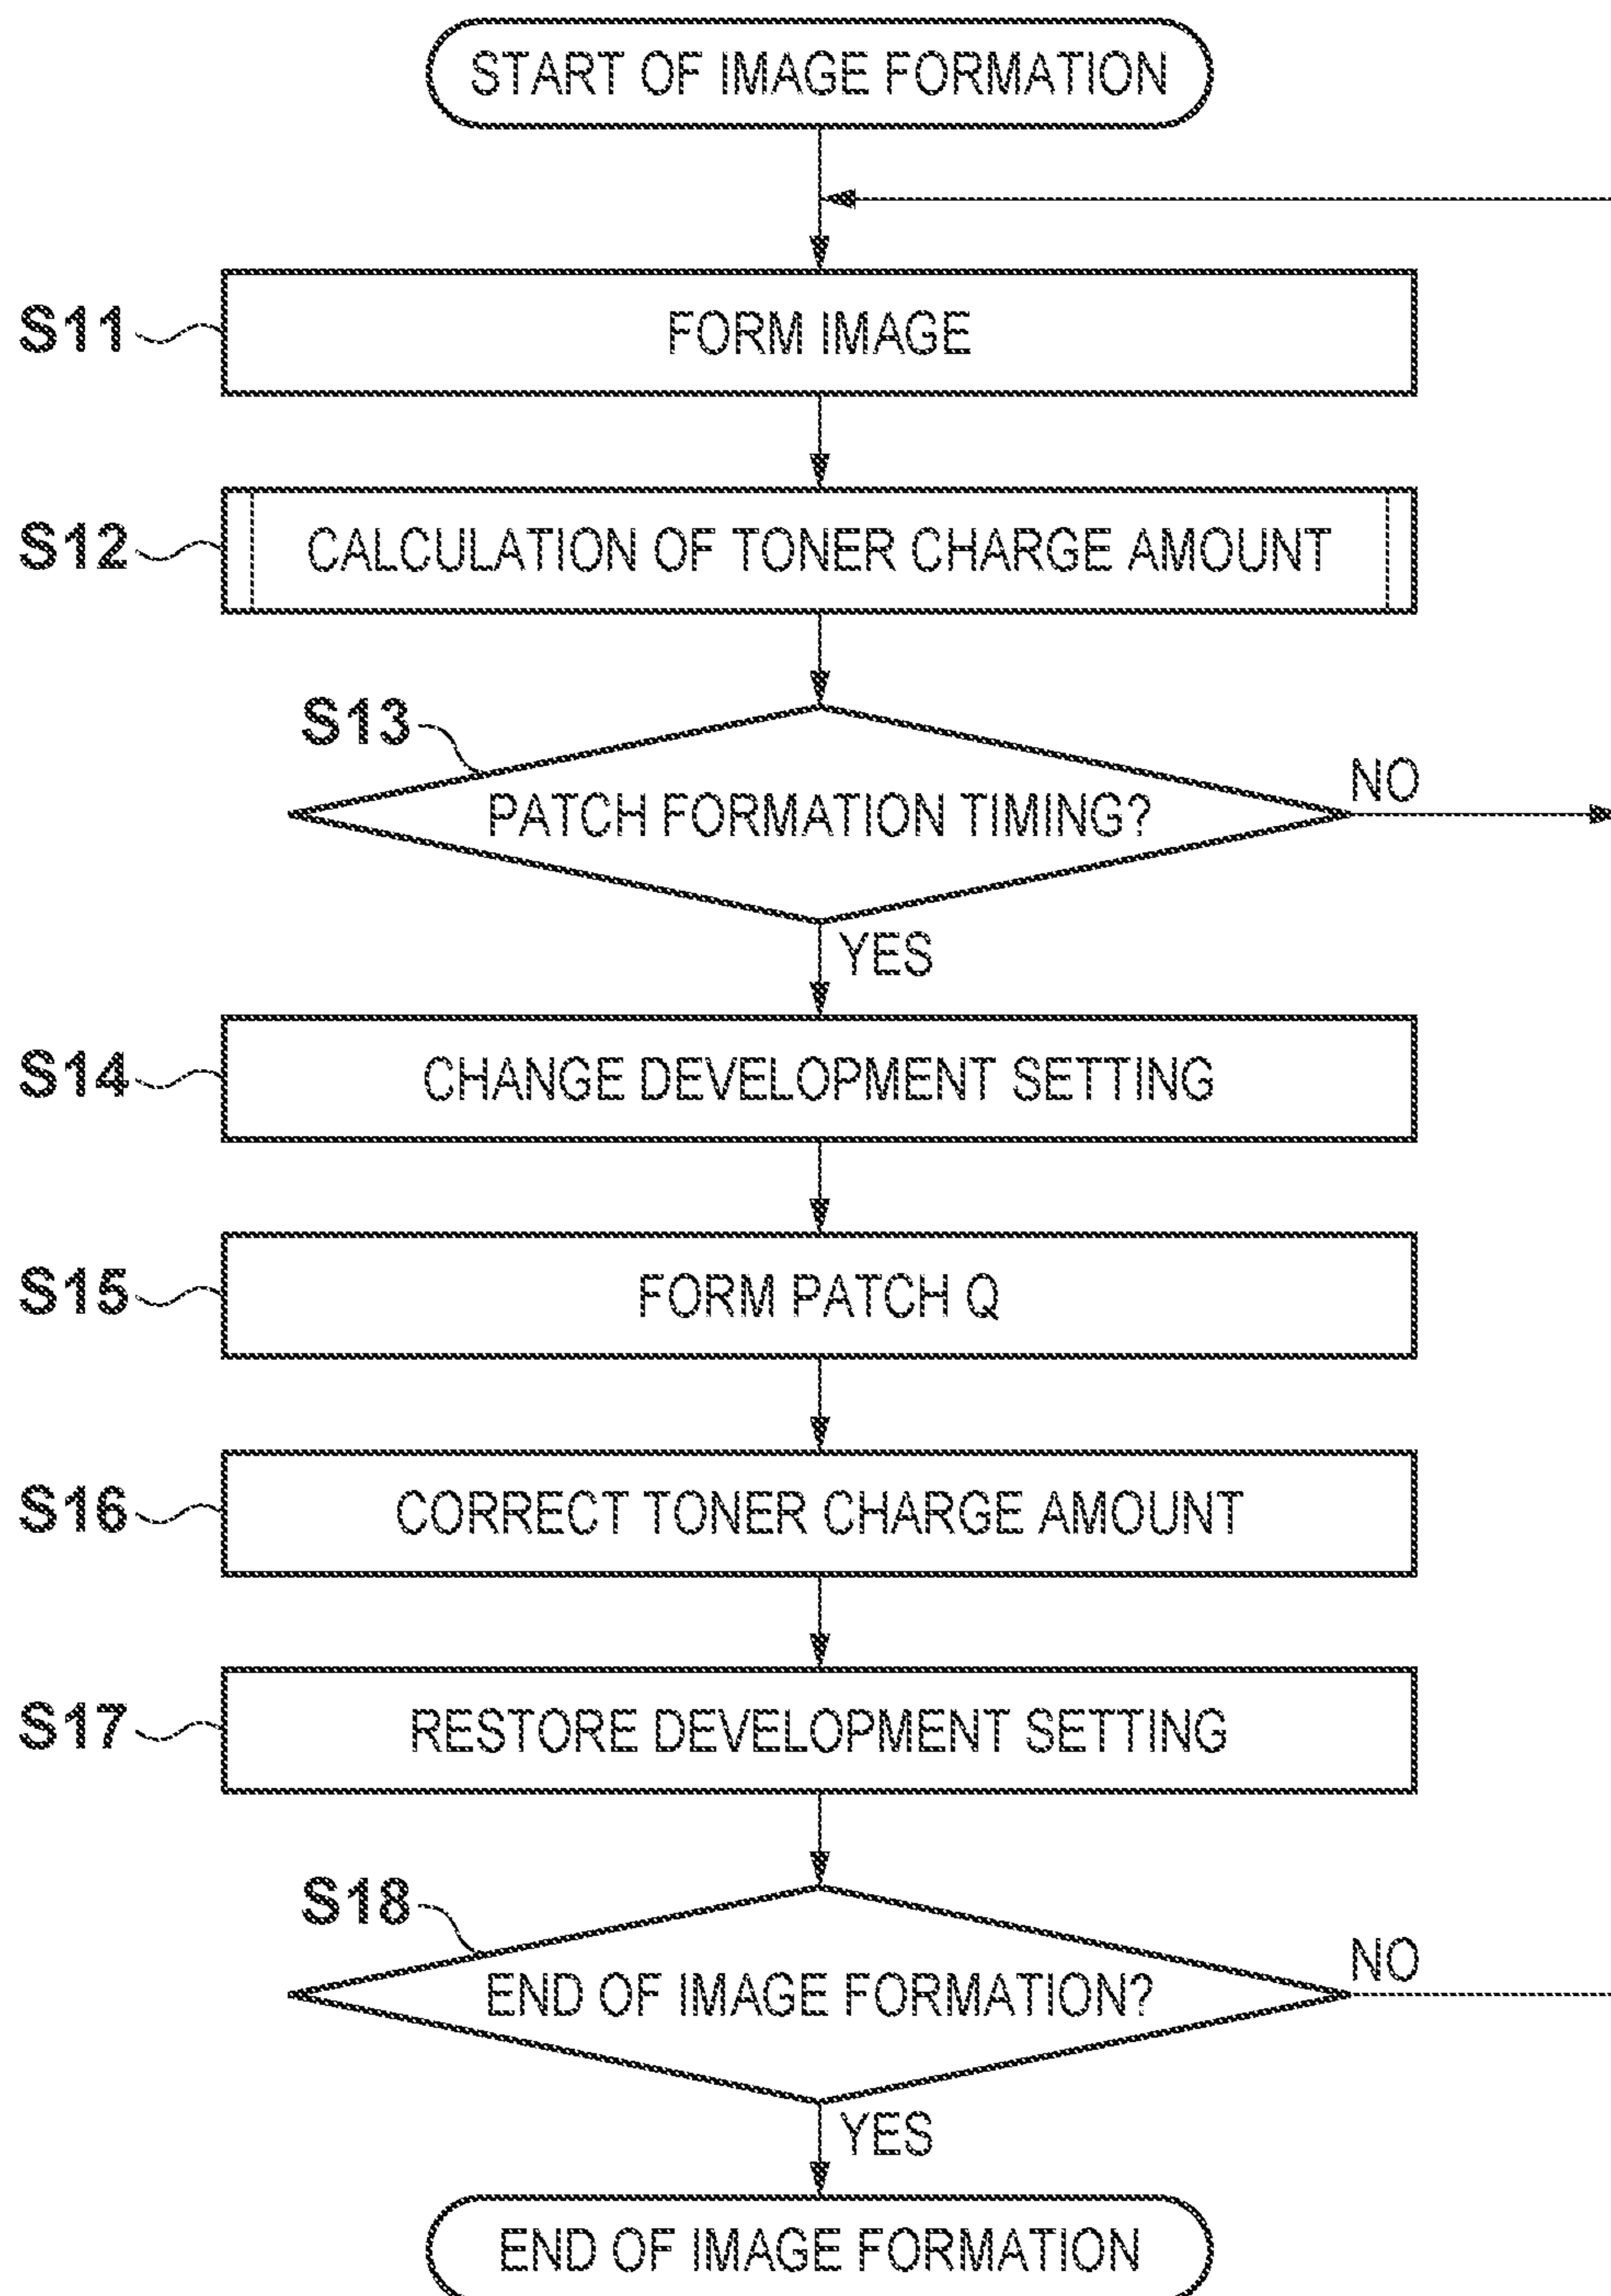 START OF IMAGE FORMATION
S11
FORM IMAGE
S12
CALCULATION OF TONER CHARGE AMOUNT
S13
PATCH FORMATION TIMING?
NO
YES
S14
CHANGE DEVELOPMENT SETTING
S15
FORM PATCH Q
S16
CORRECT TONER CHARGE AMOUNT
S17
RESTORE DEVELOPMENT SETTING
S18
END OF IMAGE FORMATION?
NO
YES
END OF IMAGE FORMATION